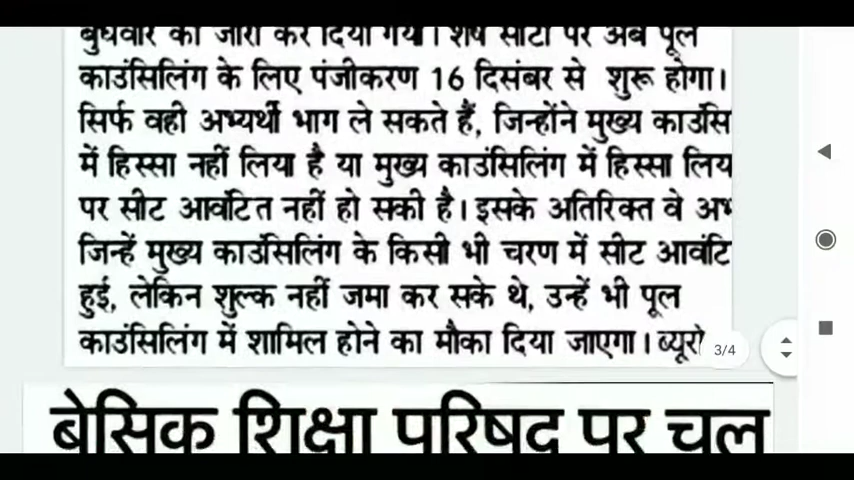 बुधवार को जारी कर दिया गया। शेष सीटों पर अब पूल
काउंसिलिंग के लिए पंजीकरण 16 दिसंबर से शुरू होगा।
सिर्फ वही अभ्यर्थी भाग ले सकते हैं, जिन्होंने मुख्य काउंसि
में हिस्सा नहीं लिया है या मुख्य काउंसिलिंग में हिस्सा लिय
पर सीट आवंटित नहीं हो सकी है। इसके अतिरिक्त वे अभ
जिन्हें मुख्य काउंसिलिंग के किसी भी चरण में सीट आवंटि
हुई, लेकिन शुल्क नहीं जमा कर सके थे, उन्हें भी पूल
काउंसिलिंग में शामिल होने का मौका दिया जाएगा। ब्यूरो
3/4
बेसिक शिक्षा परिषद पर चल